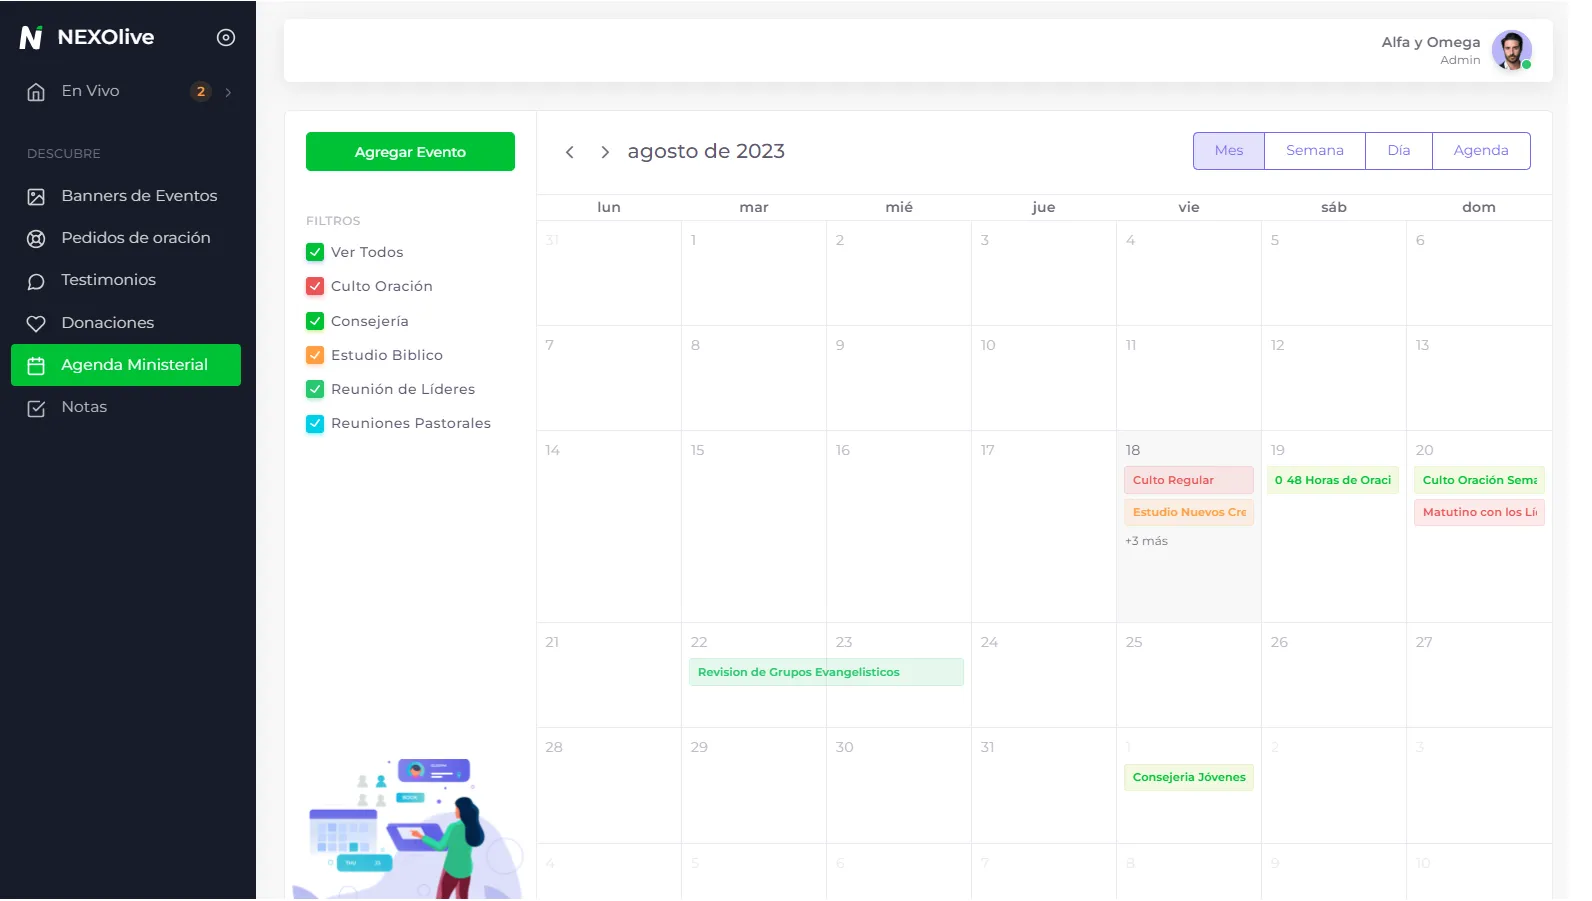 NEXOlive
En Vivo
2
DESCUBRE
Banners de Eventos
Pedidos de oración
Testimonios
Donaciones
Agenda Ministerial
Notas
Alfa y Omega
Admin
Agregar Evento
FILTROS
Ver Todos
Culto Oración
Consejería
Estudio Biblico
Reunión de Líderes
Reuniones Pastorales
agosto de 2023
Mes Semana Día Agenda
lun mar mié jue vie sáb dom
31 1 2 3 4 5 6
7 8 9 10 11 12 13
14 15 16 17 18 19 20
Culto Regular 0 48 Horas de Oraci Culto Oración Sema
Estudio Nuevos Cre Matutino con los Lí
+3 más
21 22 23 24 25 26 27
Revision de Grupos Evangelisticos
28 29 30 31 1 2 3
Consejeria Jóvenes
4 5 6 7 8 9 10
BOOK
THU